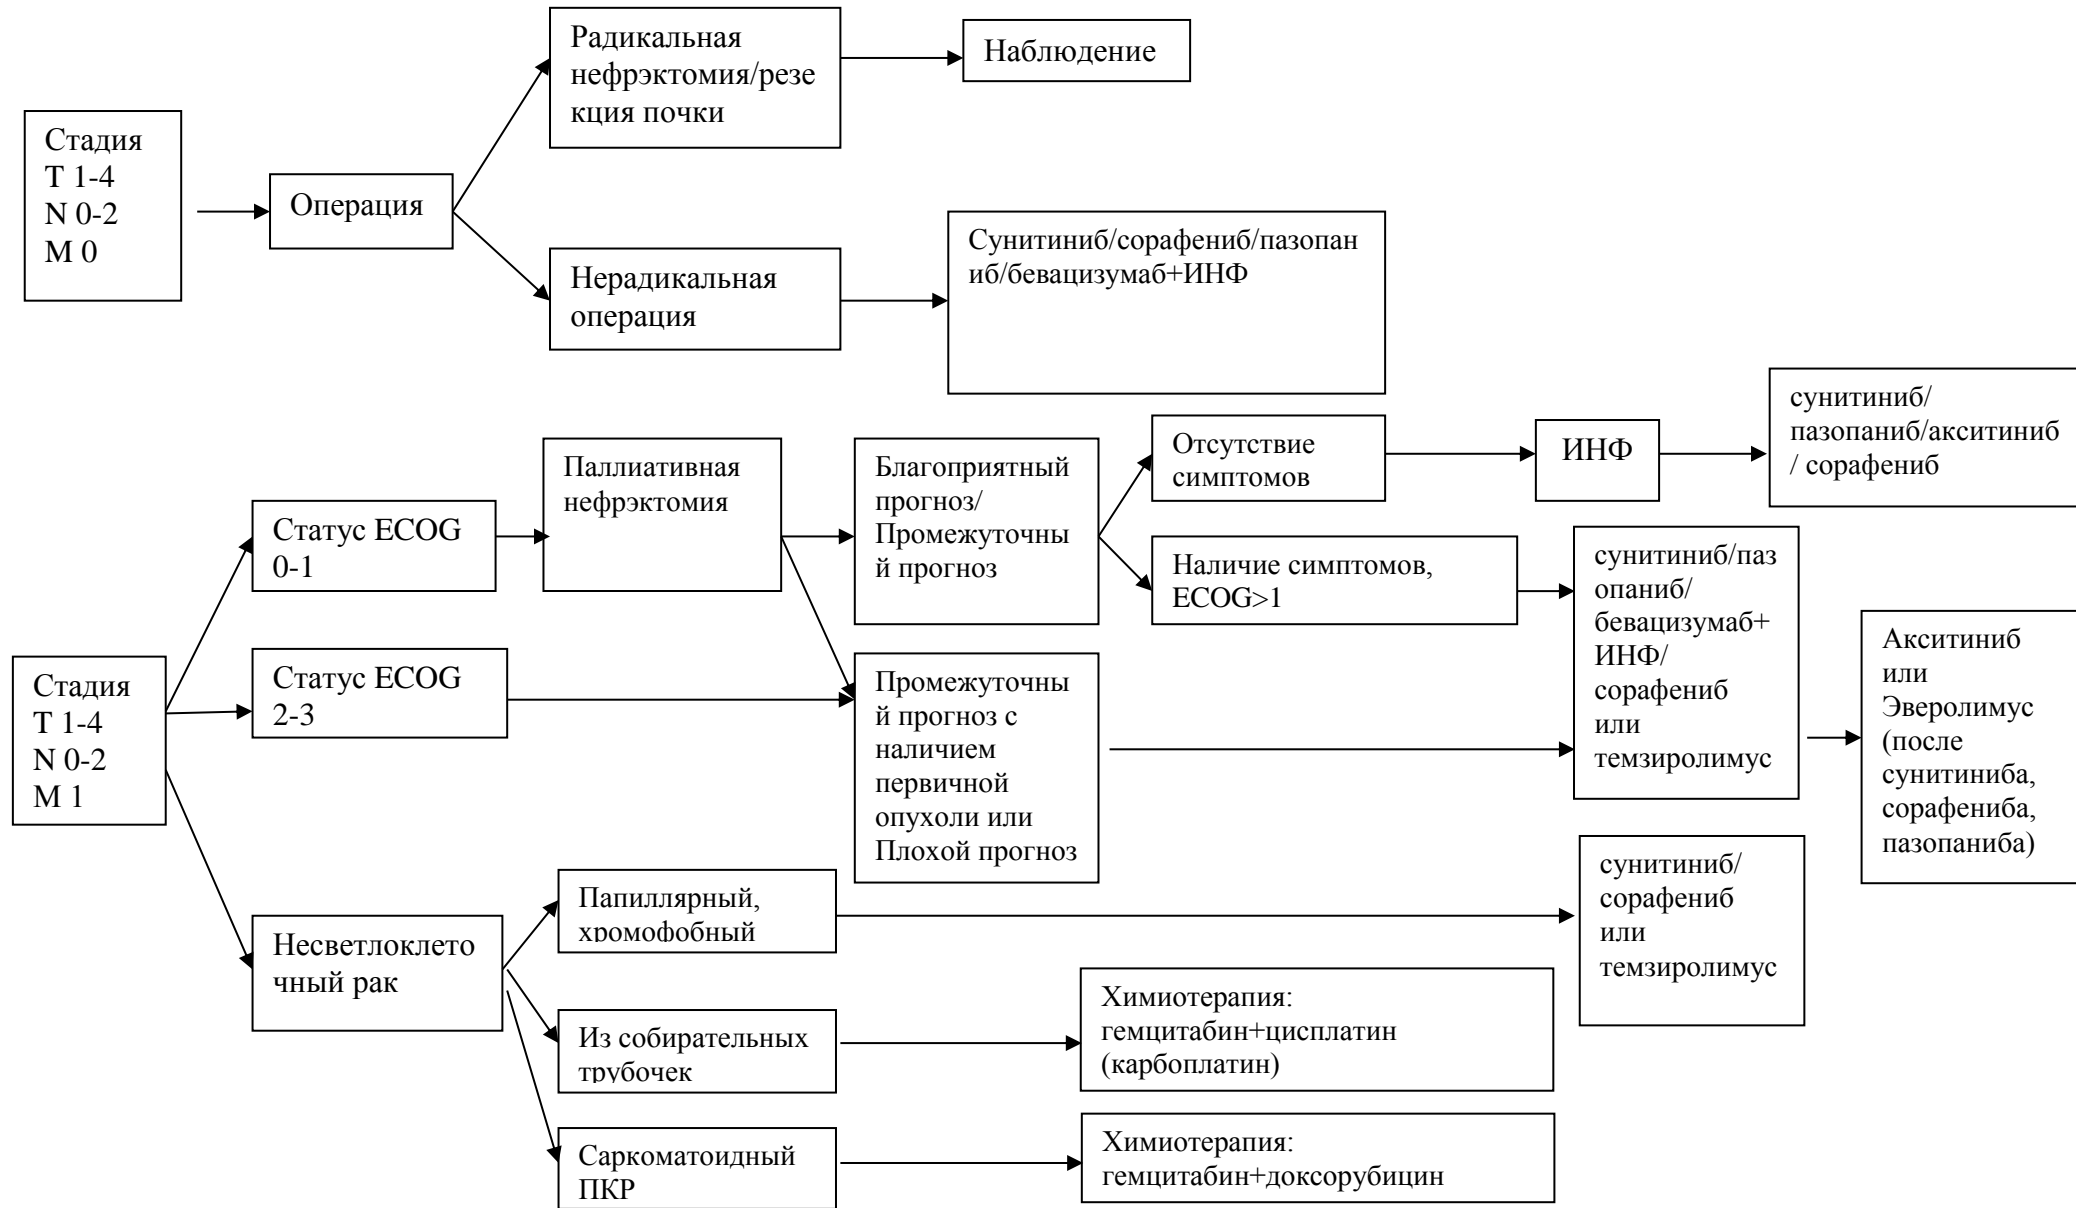 Стадия
Т 1-4
N 0-2
М 0
Операция
Радикальная
нефрэктомия/резе
кция почки
Наблюдение
Нерадикальная
операция
Сунитиниб/сорафениб/пазопан
иб/бевацизумаб+ИНФ
Стадия
Т 1-4
N 0-2
М 1
Статус ECOG
0-1
Паллиативная
нефрэктомия
Благоприятный
прогноз/
Промежуточны
й прогноз
Отсутствие
симптомов
ИНФ
сунитиниб/
пазопаниб/акситиниб
/ сорафениб
Наличие симптомов,
ECOG>1
сунитиниб/паз
опаниб/
бевацизумаб+
ИНФ/
сорафениб
или
темзиролимус
Акситиниб
или
Эверолимус
(после
сунитиниба,
сорафениба,
пазопаниба)
Статус ECOG
2-3
Промежуточны
й прогноз с
наличием
первичной
опухоли или
Плохой прогноз
Несветлоклето
чный рак
Папиллярный,
хромофобный
сунитиниб/
сорафениб
или
темзиролимус
Из собирательных
трубочек
Химиотерапия:
гемцитабин+цисплатин
(карбоплатин)
Саркоматоидный
ПКР
Химиотерапия:
гемцитабин+доксорубицин